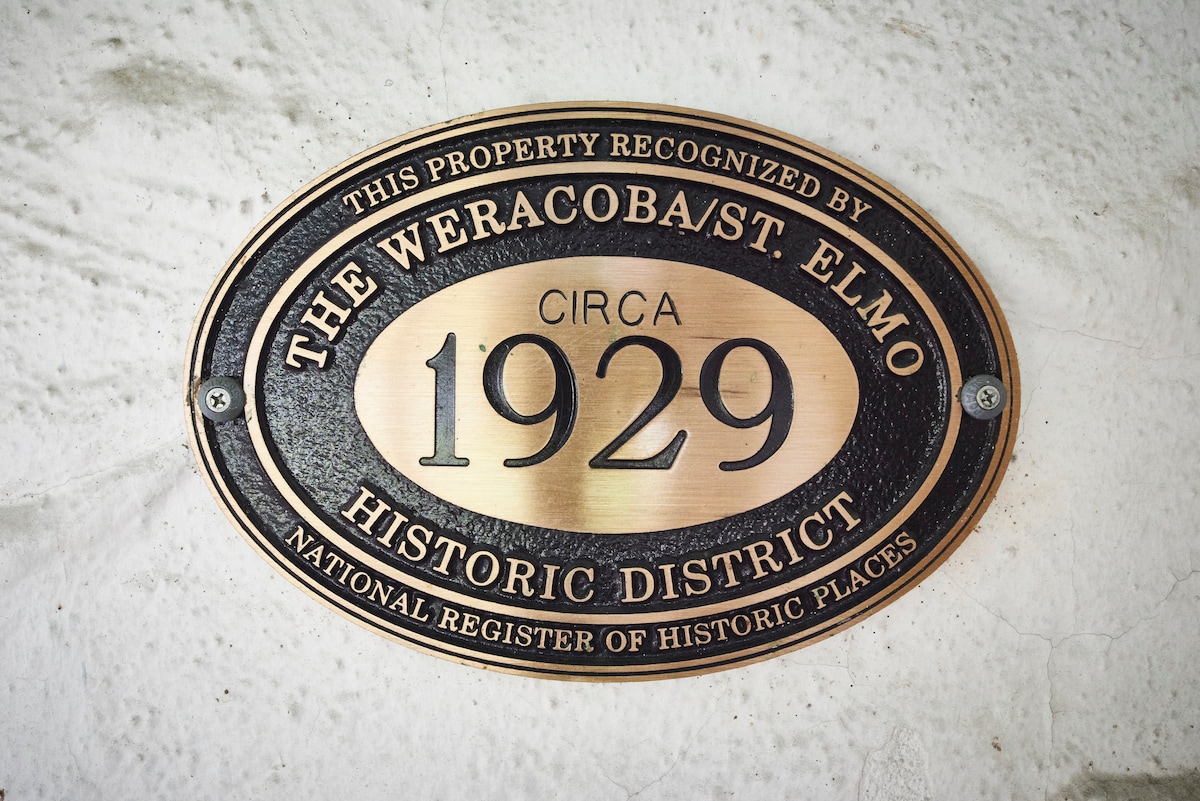 THIS PROPERTY RECOGNIZED BY
THE WERACOBA/ST. ELMO
CIRCA
1929
HISTORIC DISTRICT
NATIONAL REGISTER OF HISTORIC PLACES